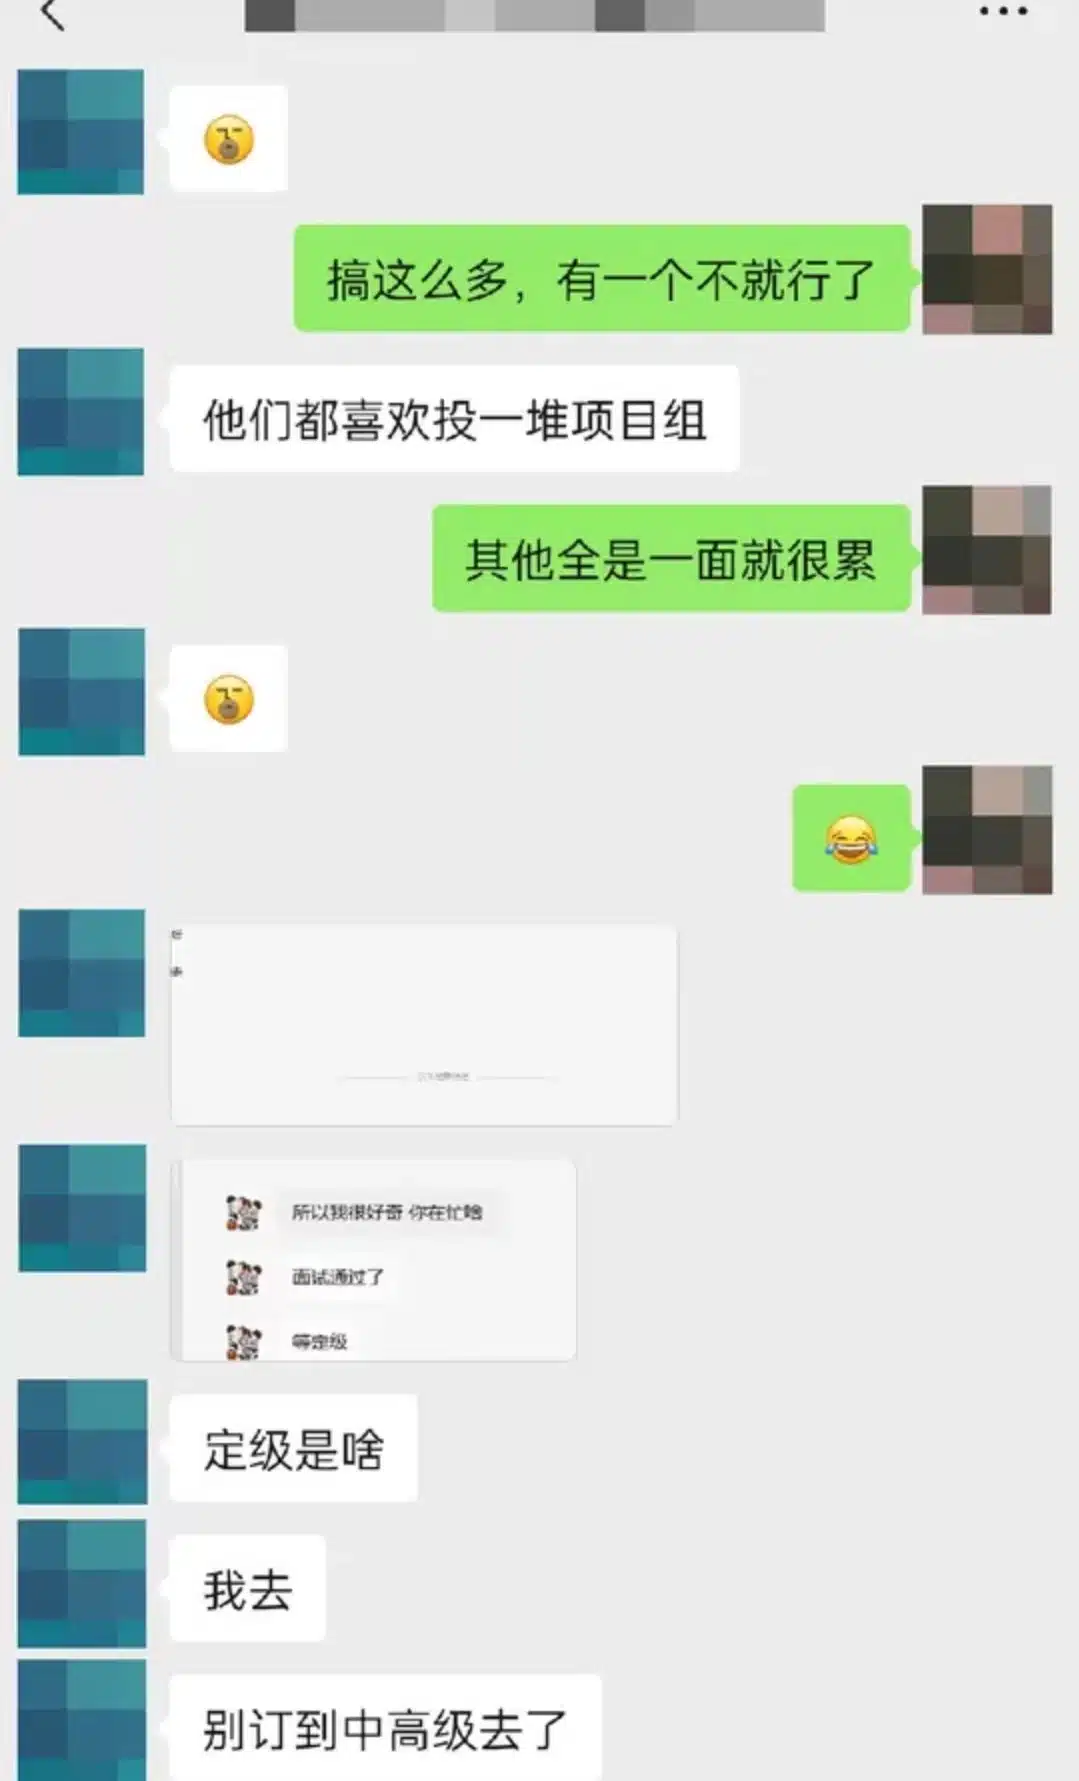 搞这么多，有一个不就行了
他们都喜欢投一堆项目组
其他全是一面就很累
所以我很好奇 你在忙啥
面试通过了
等定级
定级是啥
我去
别订到中高级去了